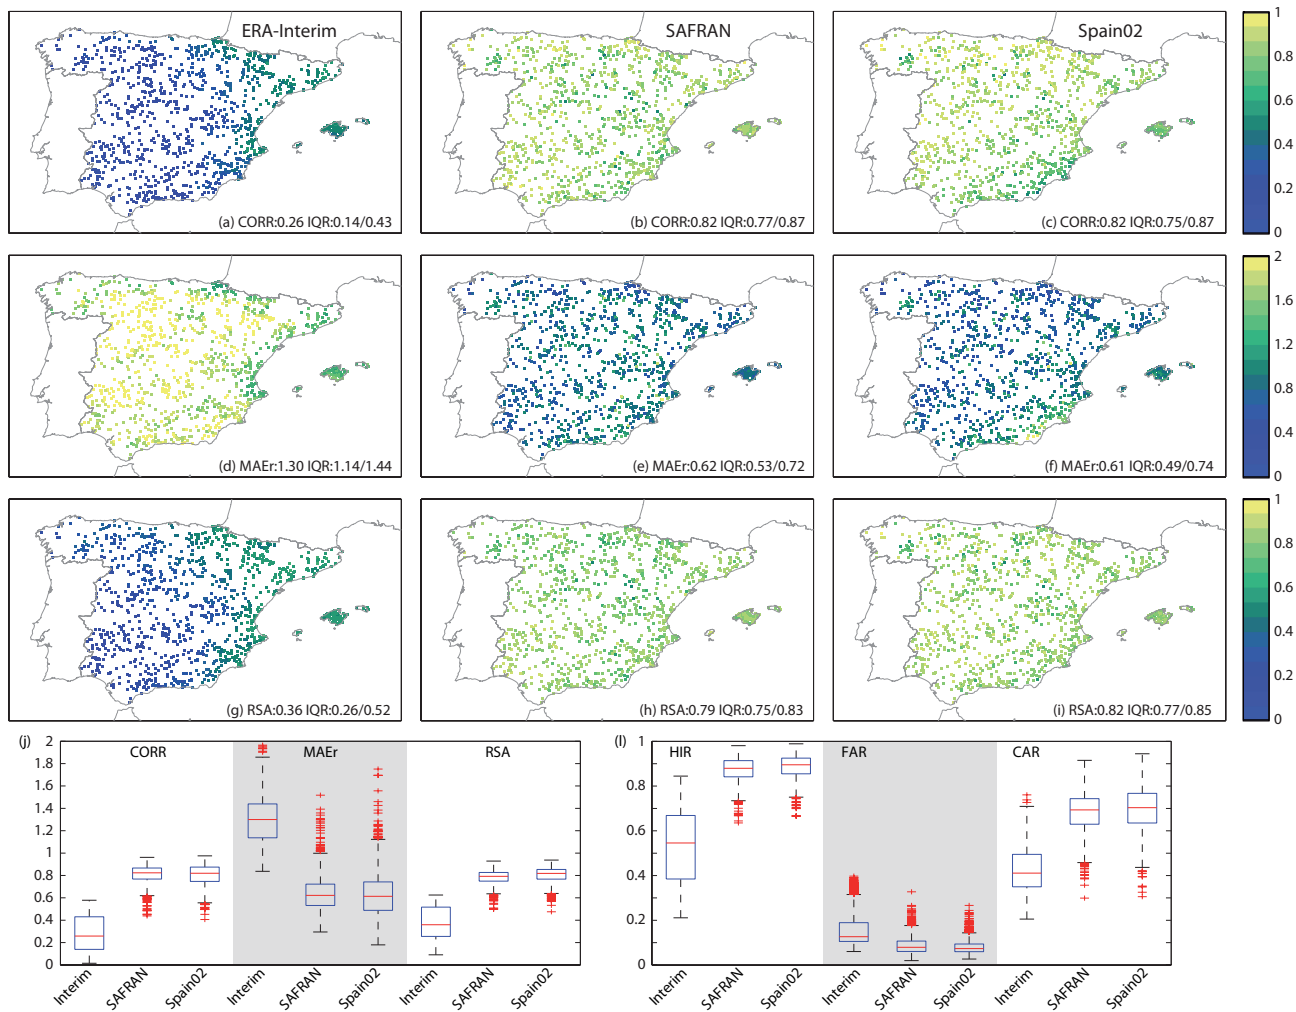 ERA-Interim
SAFRAN
Spain02
(a) CORR:0.26 IQR:0.14/0.43
(b) CORR:0.82 IQR:0.77/0.87
(c) CORR:0.82 IQR:0.75/0.87
1
0.8
0.6
0.4
0.2
0
(d) MAEr:1.30 IQR:1.14/1.44
(e) MAEr:0.62 IQR:0.53/0.72
(f) MAEr:0.61 IQR:0.49/0.74
2
1.6
1.2
0.8
0.4
0
(g) RSA:0.36 IQR:0.26/0.52
(h) RSA:0.79 IQR:0.75/0.83
(i) RSA:0.82 IQR:0.77/0.85
1
0.8
0.6
0.4
0.2
0
(j)
CORR
MAEr
RSA
2
1.8
1.6
1.4
1.2
1
0.8
0.6
0.4
0.2
0
Interim
SAFRAN
Spain02
Interim
SAFRAN
Spain02
Interim
SAFRAN
Spain02
(l)
HIR
FAR
CAR
1
0.8
0.6
0.4
0.2
0
Interim
SAFRAN
Spain02
Interim
SAFRAN
Spain02
Interim
SAFRAN
Spain02